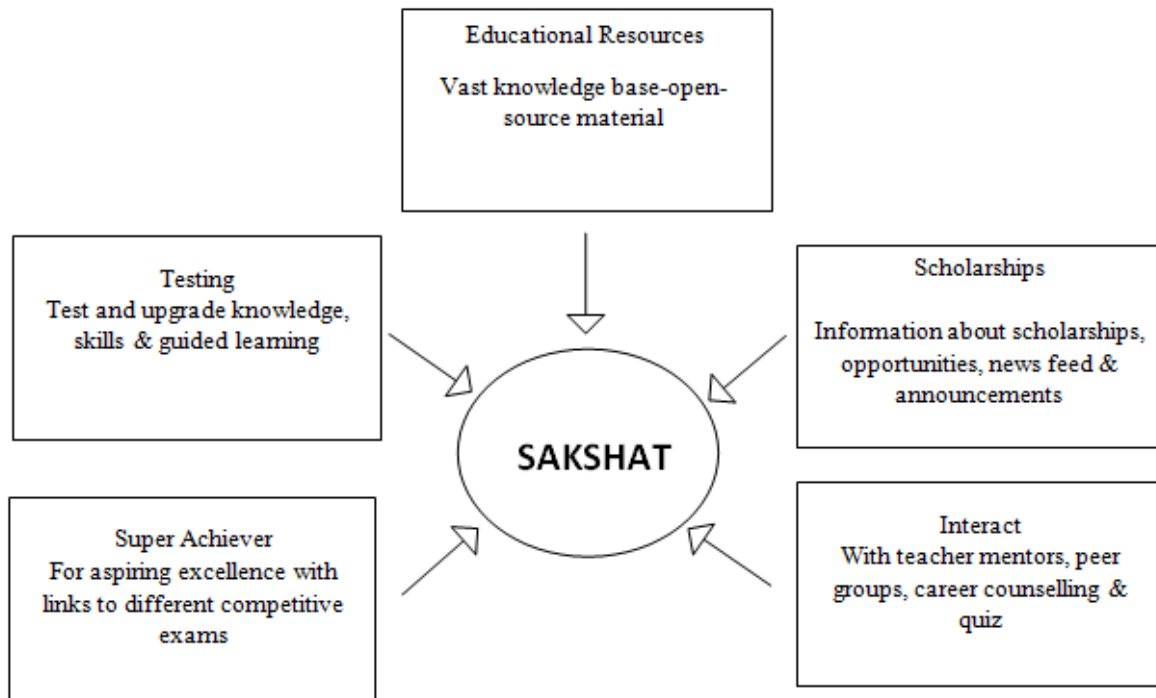 Educational Resources
Vast knowledge base-open-
source material
Testing
Test and upgrade knowledge,
skills & guided learning
Scholarships
Information about scholarships,
opportunities, news feed &
announcements
SAKSHAT
Super Achiever
For aspiring excellence with
links to different competitive
exams
Interact
With teacher mentors, peer
groups, career counselling &
quiz